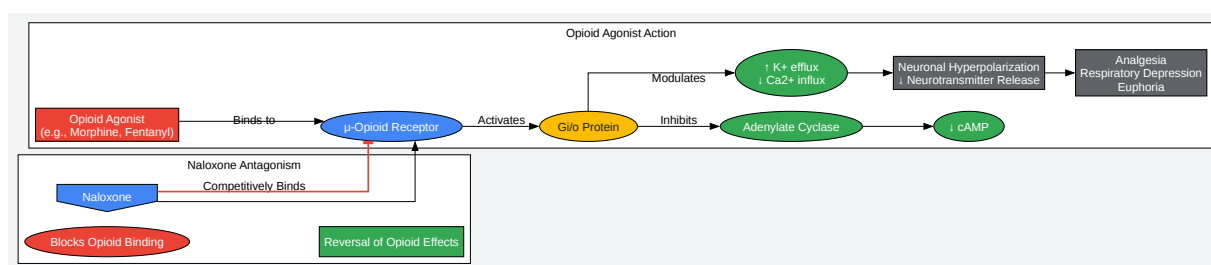 Opioid Agonist Action
↑ K+ efflux
↓ Ca2+ influx
Neuronal Hyperpolarization
↓ Neurotransmitter Release
Analgesia
Respiratory Depression
Euphoria
Modulates
Opioid Agonist
(e.g., Morphine, Fentanyl)
Binds to
μ-Opioid Receptor
Activates
Gi/o Protein
Inhibits
Adenylate Cyclase
↓ cAMP
Naloxone Antagonism
Naloxone
Competitively Binds
Blocks Opioid Binding
Reversal of Opioid Effects